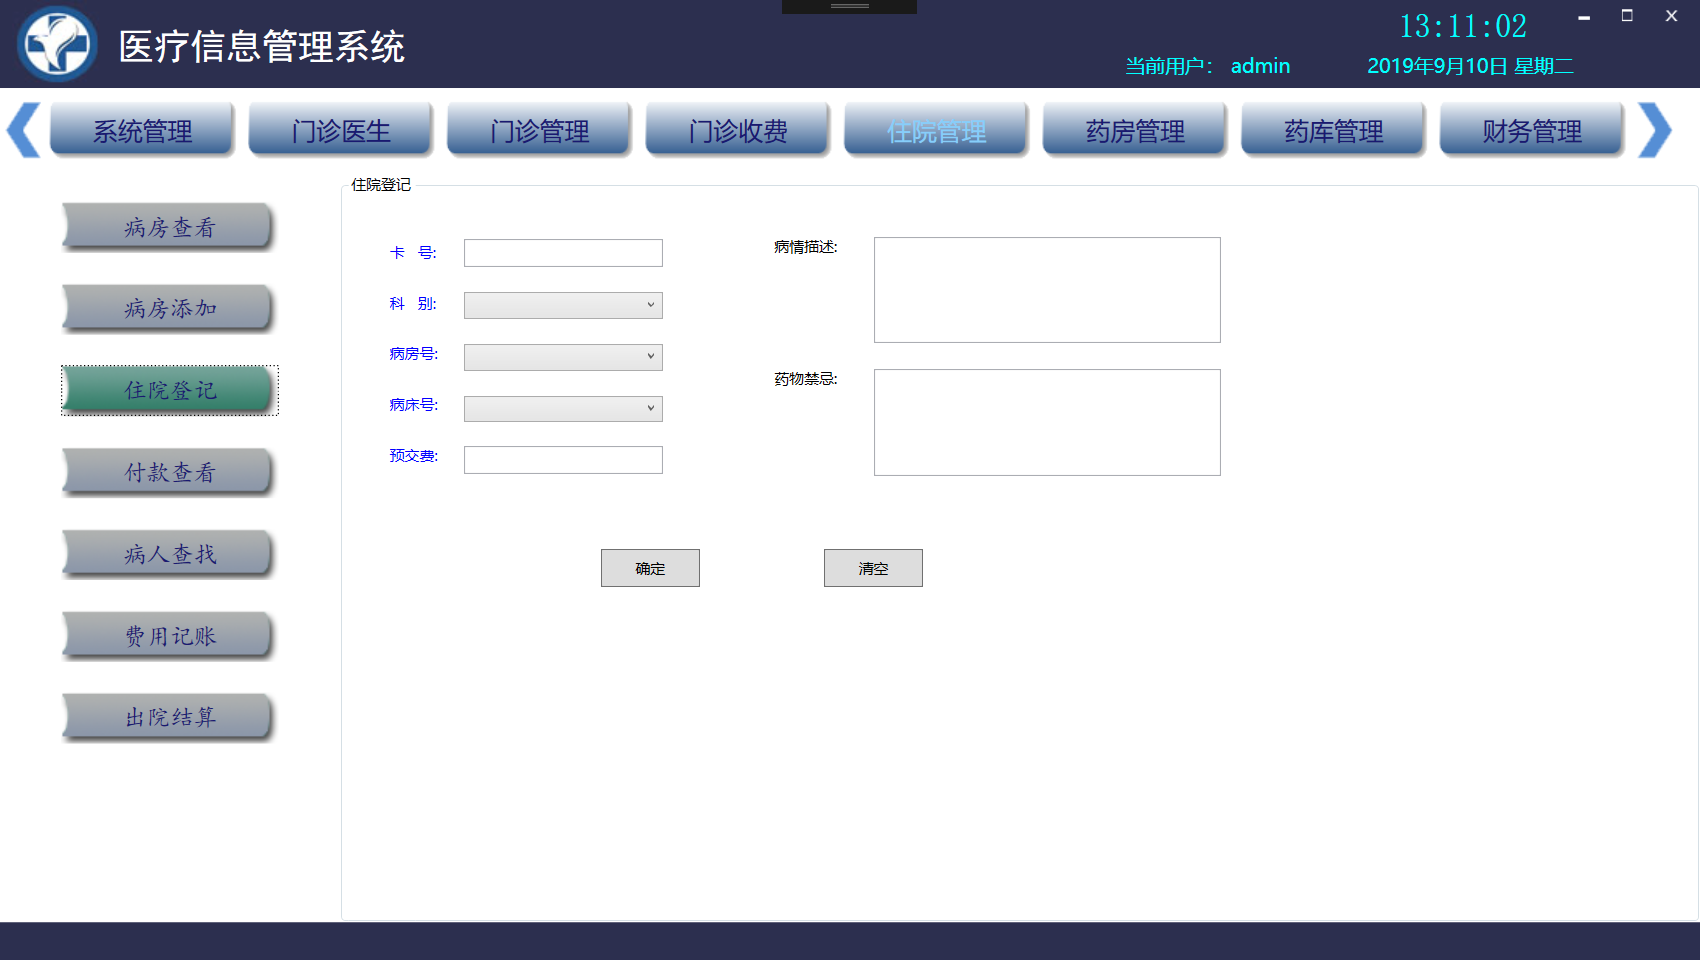 医疗信息管理系统
13:11:02
当前用户： admin
2019年9月10日 星期二
系统管理 门诊医生 门诊管理 门诊收费 住院管理 药房管理 药库管理 财务管理
病房查看
病房添加
住院登记
付款查看
病人查找
费用记账
出院结算
住院登记
卡 号:
科 别:
病房号:
病床号:
预交费:
病情描述:
药物禁忌:
确定 清空